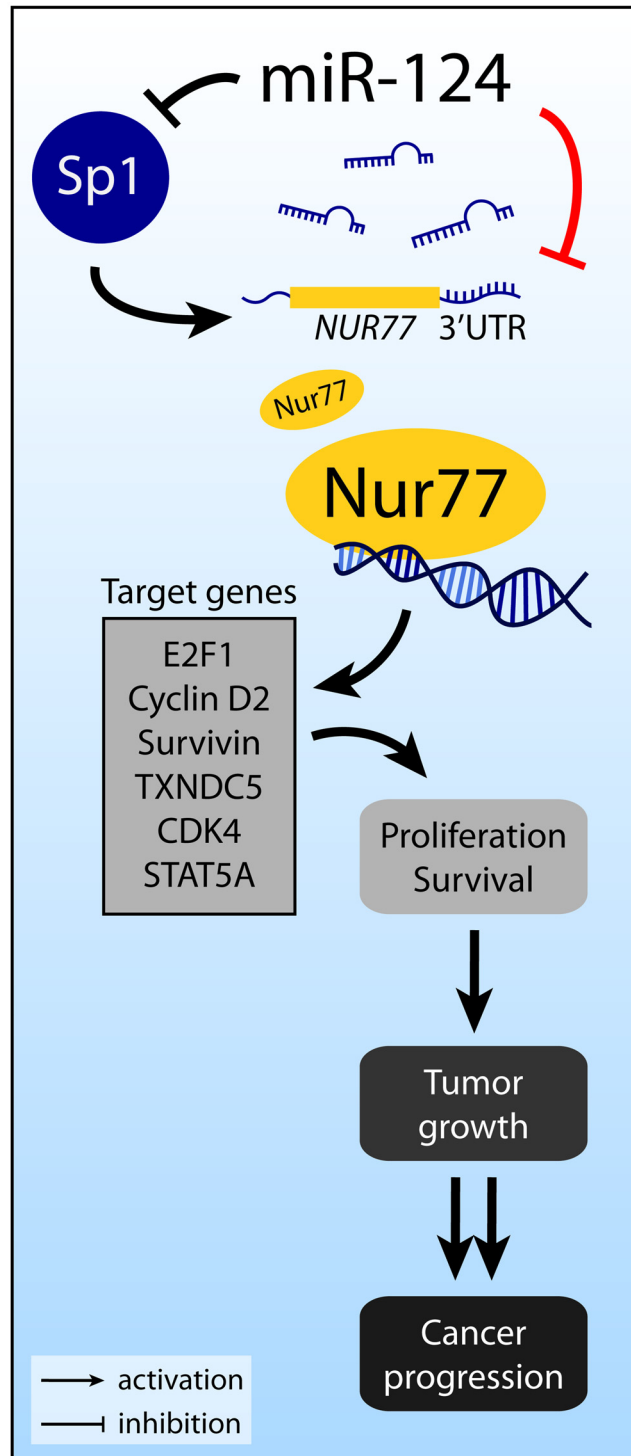 miR-124
Sp1
NUR77 3'UTR
Nur77
Nur77
Target genes
E2F1
Cyclin D2
Survivin
TXNDC5
CDK4
STAT5A
Proliferation
Survival
Tumor
growth
Cancer
progression
activation
inhibition